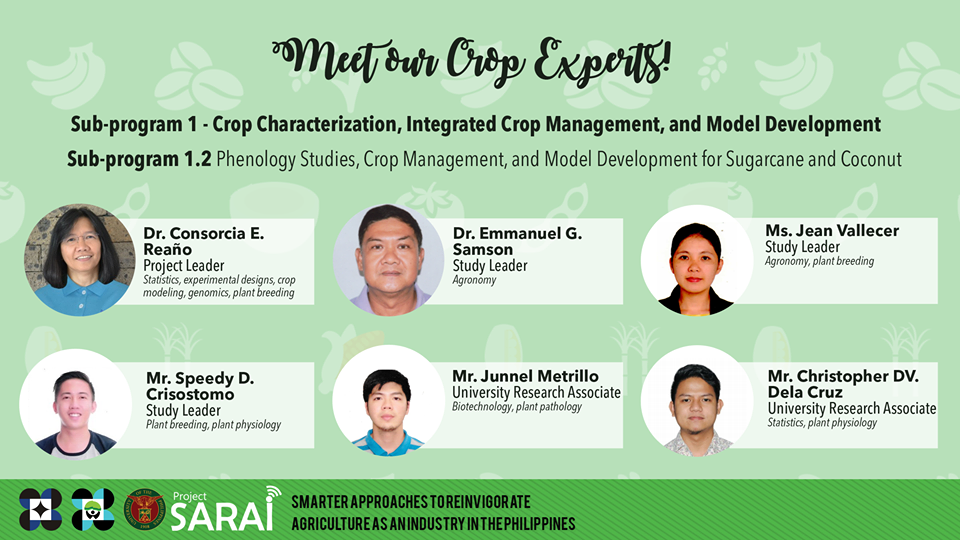 Meet our Crop Experts!
Sub-program 1 - Crop Characterization, Integrated Crop Management, and Model Development
Sub-program 1.2 Phenology Studies, Crop Management, and Model Development for Sugarcane and Coconut
Dr. Consorcia E.
Reaño
Project Leader
Statistics, experimental designs, crop
modeling, genomics, plant breeding
Dr. Emmanuel G.
Samson
Study Leader
Agronomy
Ms. Jean Vallecer
Study Leader
Agronomy, plant breeding
Mr. Speedy D.
Crisostomo
Study Leader
Plant breeding, plant physiology
Mr. Junnel Metrillo
University Research Associate
Biotechnology, plant pathology
Mr. Christopher DV.
Dela Cruz
University Research Associate
Statistics, plant physiology
Project
SARAI
SMARTER APPROACHES TO REINVIGORATE
AGRICULTURE AS AN INDUSTRY IN THE PHILIPPINES